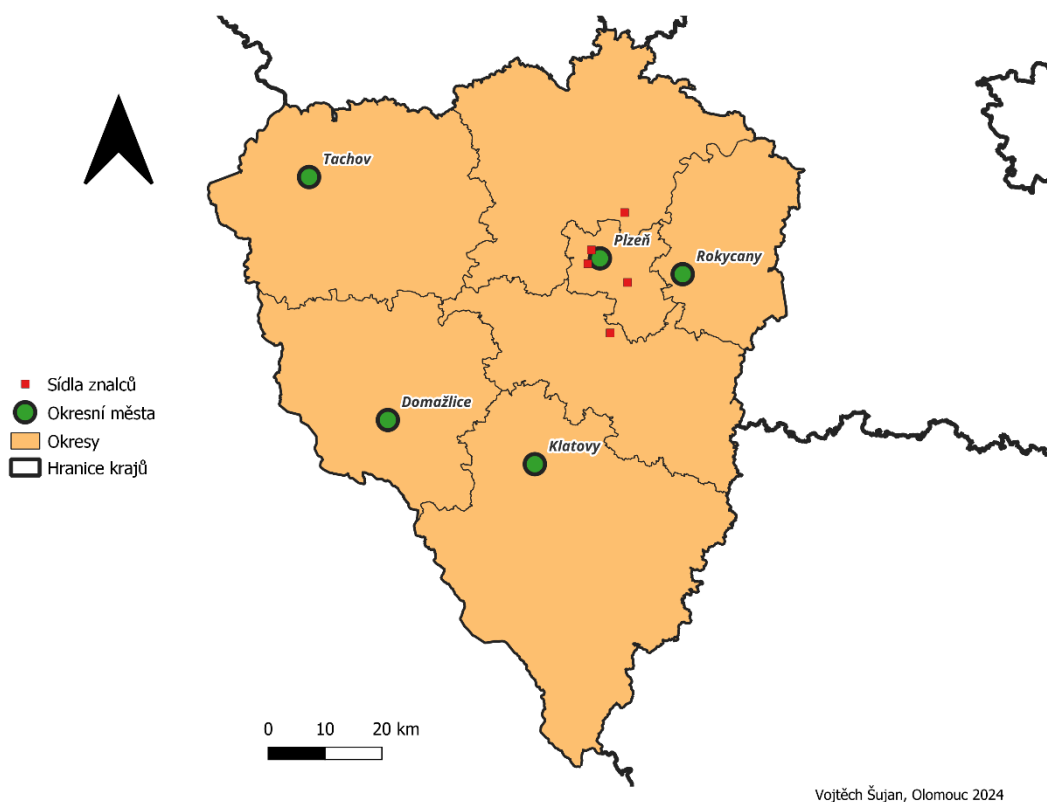 Tachov
Plzeň
Rokycany
Domažlice
Klatovy
Sídla znalců
Okresní města
Okresy
Hranice krajů
0 10 20 km
Vojtěch Šujan, Olomouc 2024